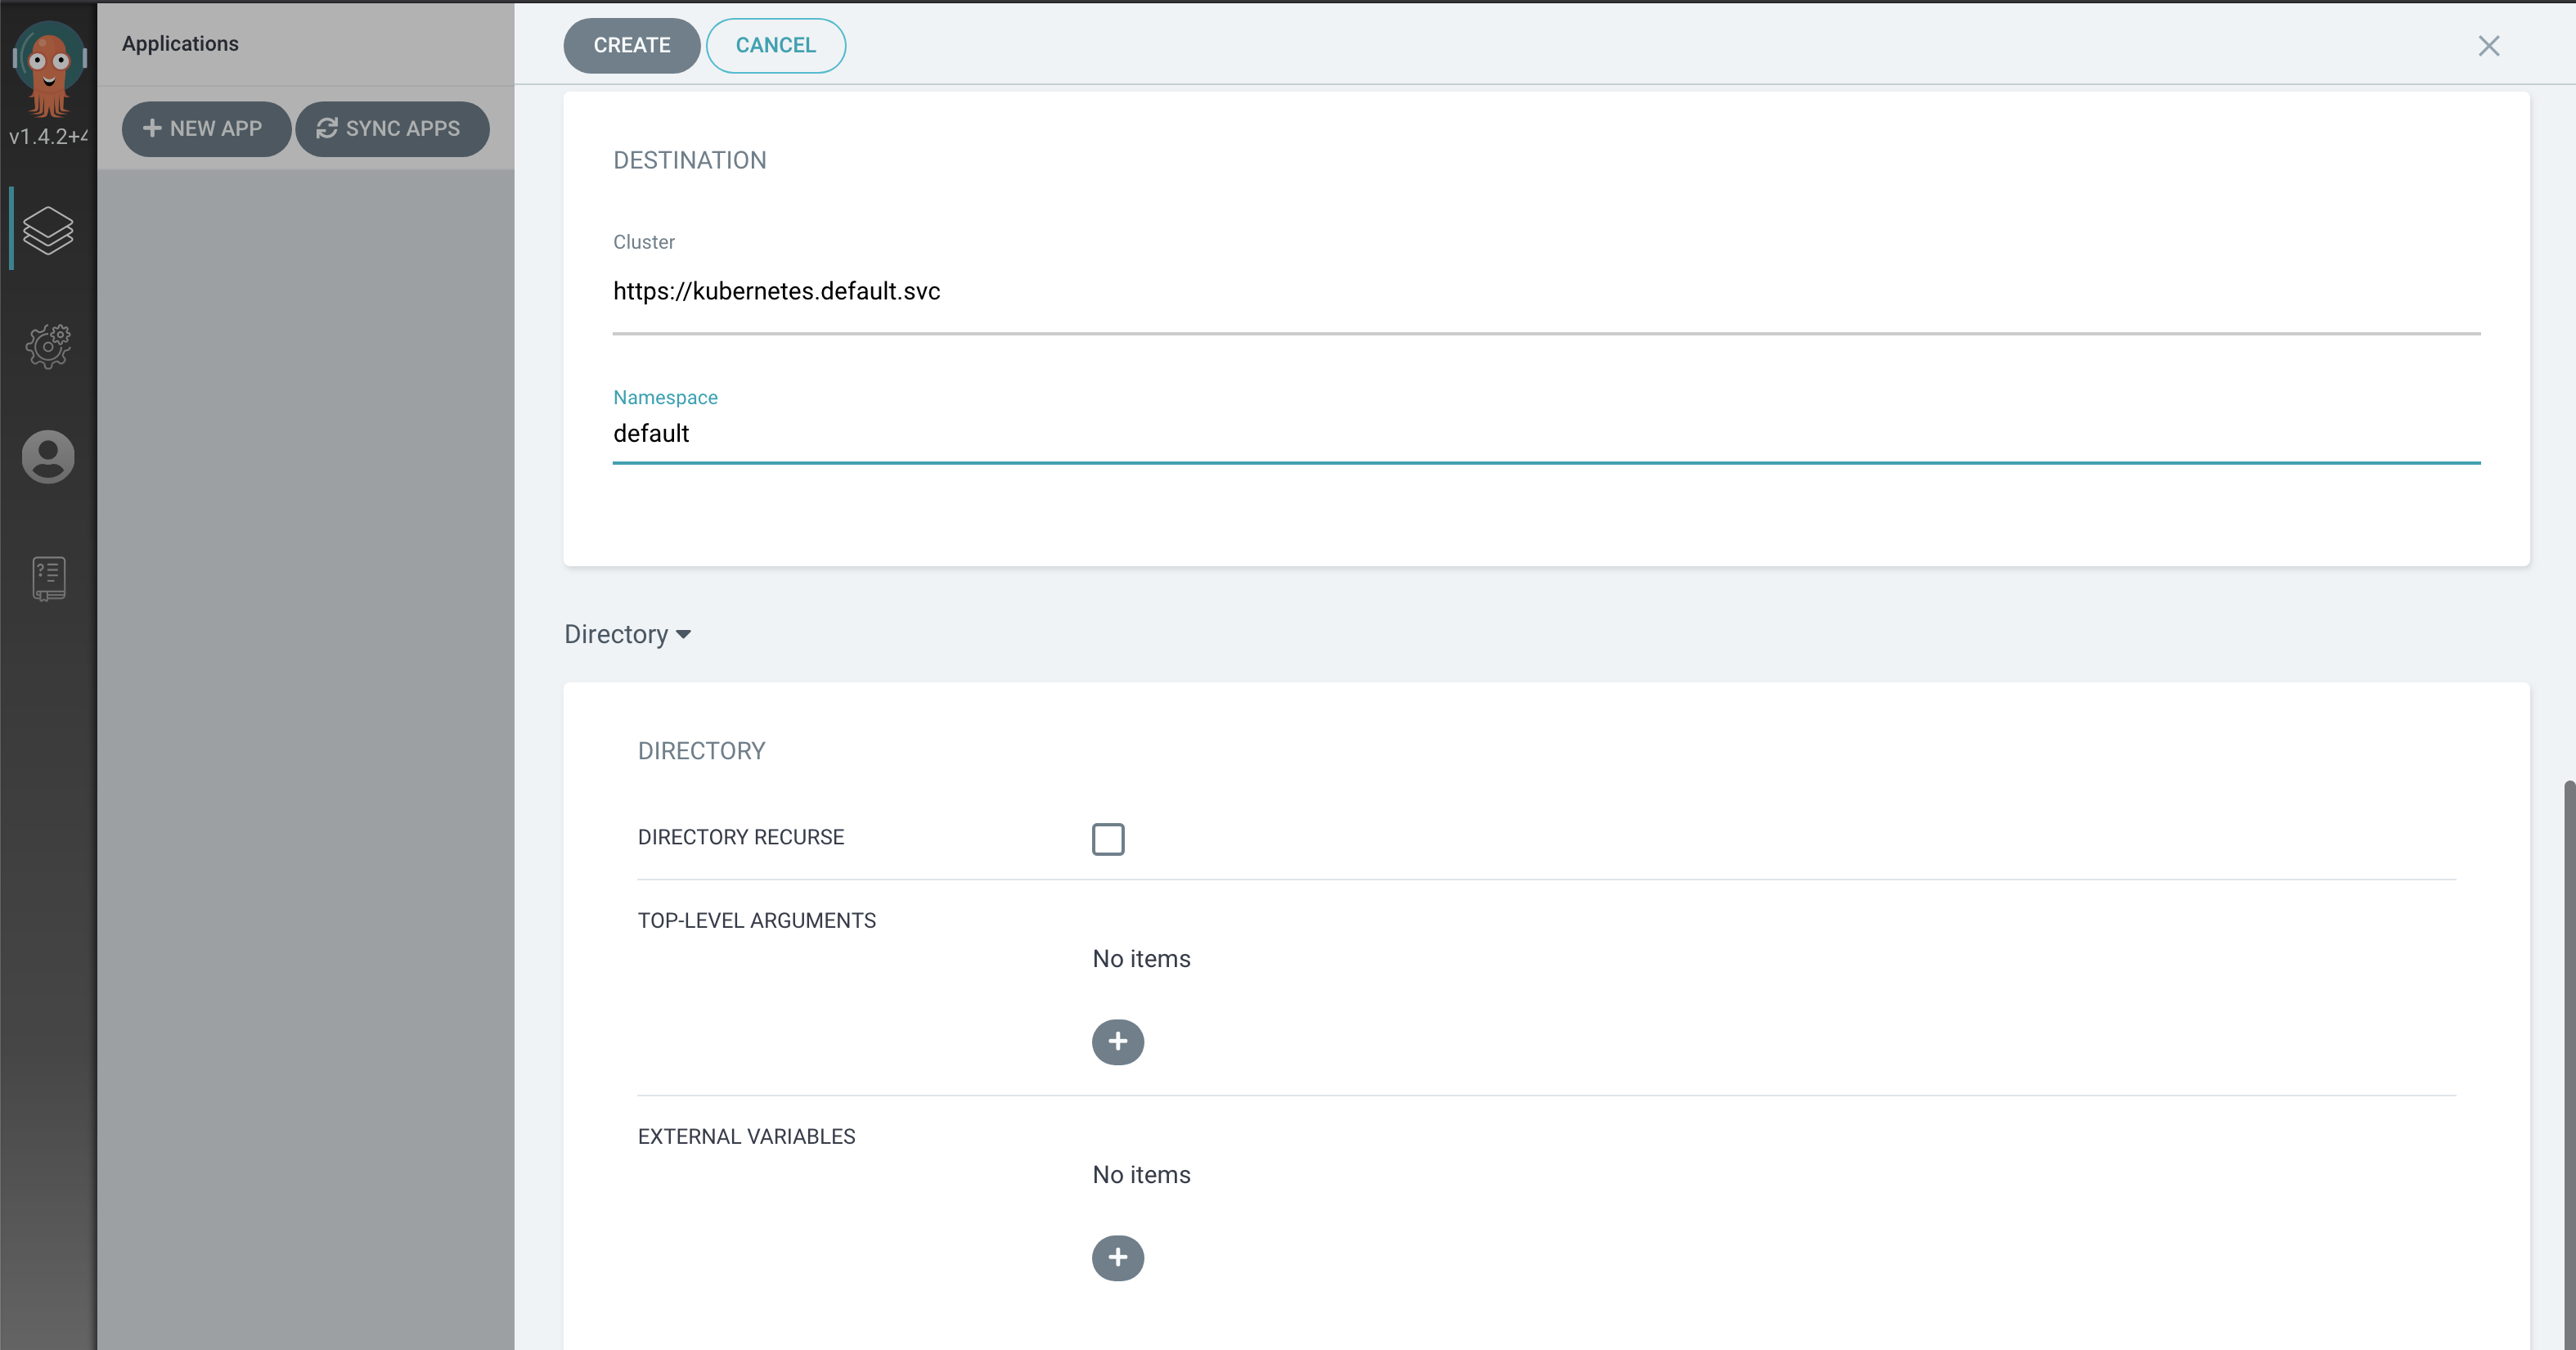 Applications
CREATE
CANCEL
v1.4.2+
NEW APP
SYNC APPS
DESTINATION
Cluster
https://kubernetes.default.svc
Namespace
default
Directory
DIRECTORY
DIRECTORY RECURSE
TOP-LEVEL ARGUMENTS
No items
EXTERNAL VARIABLES
No items